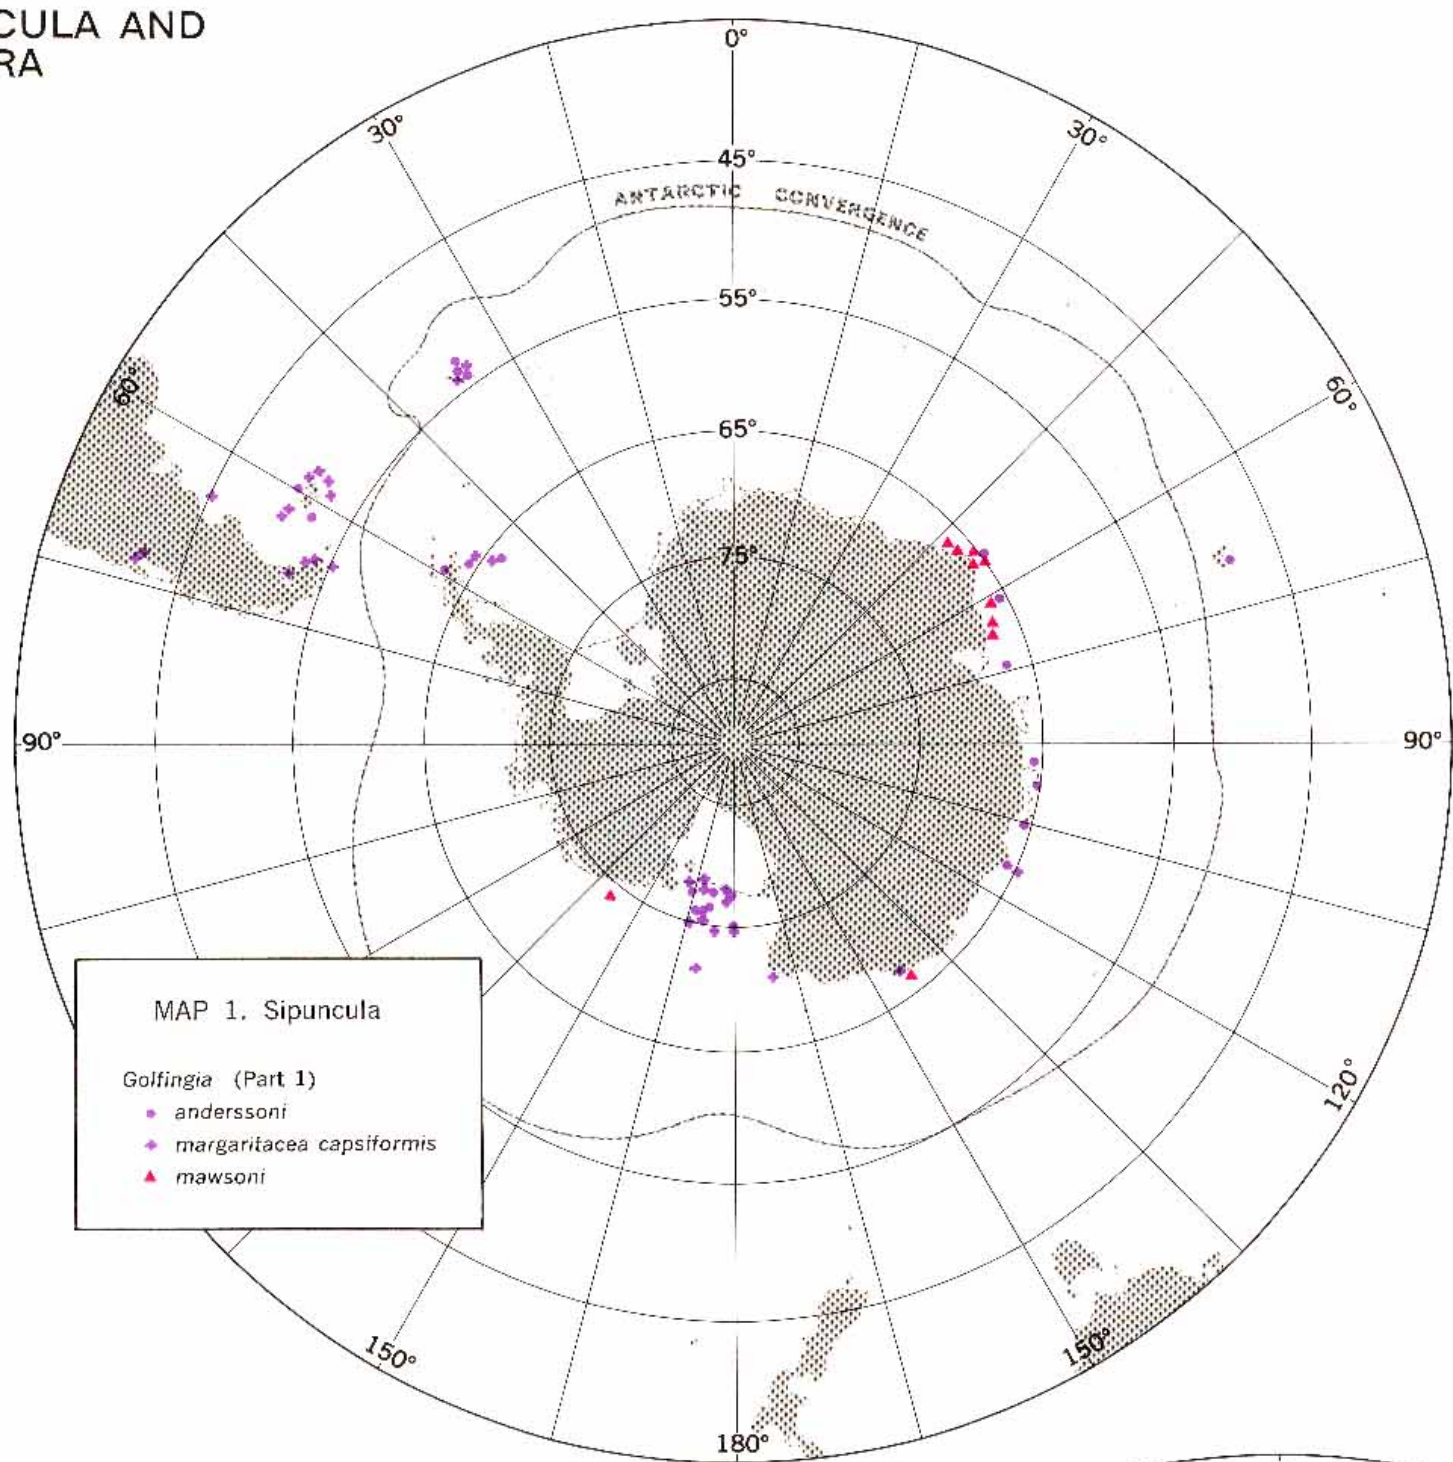 CULA AND
RA
0°
30°
30°
45°
ANTARCTIC CONVERGENCE
55°
60°
60°
65°
75°
90°
90°
MAP 1. Sipuncula
Golfingia (Part 1)
anderssoni
margaritacea capsiformis
mawsoni
120°
150°
150°
180°